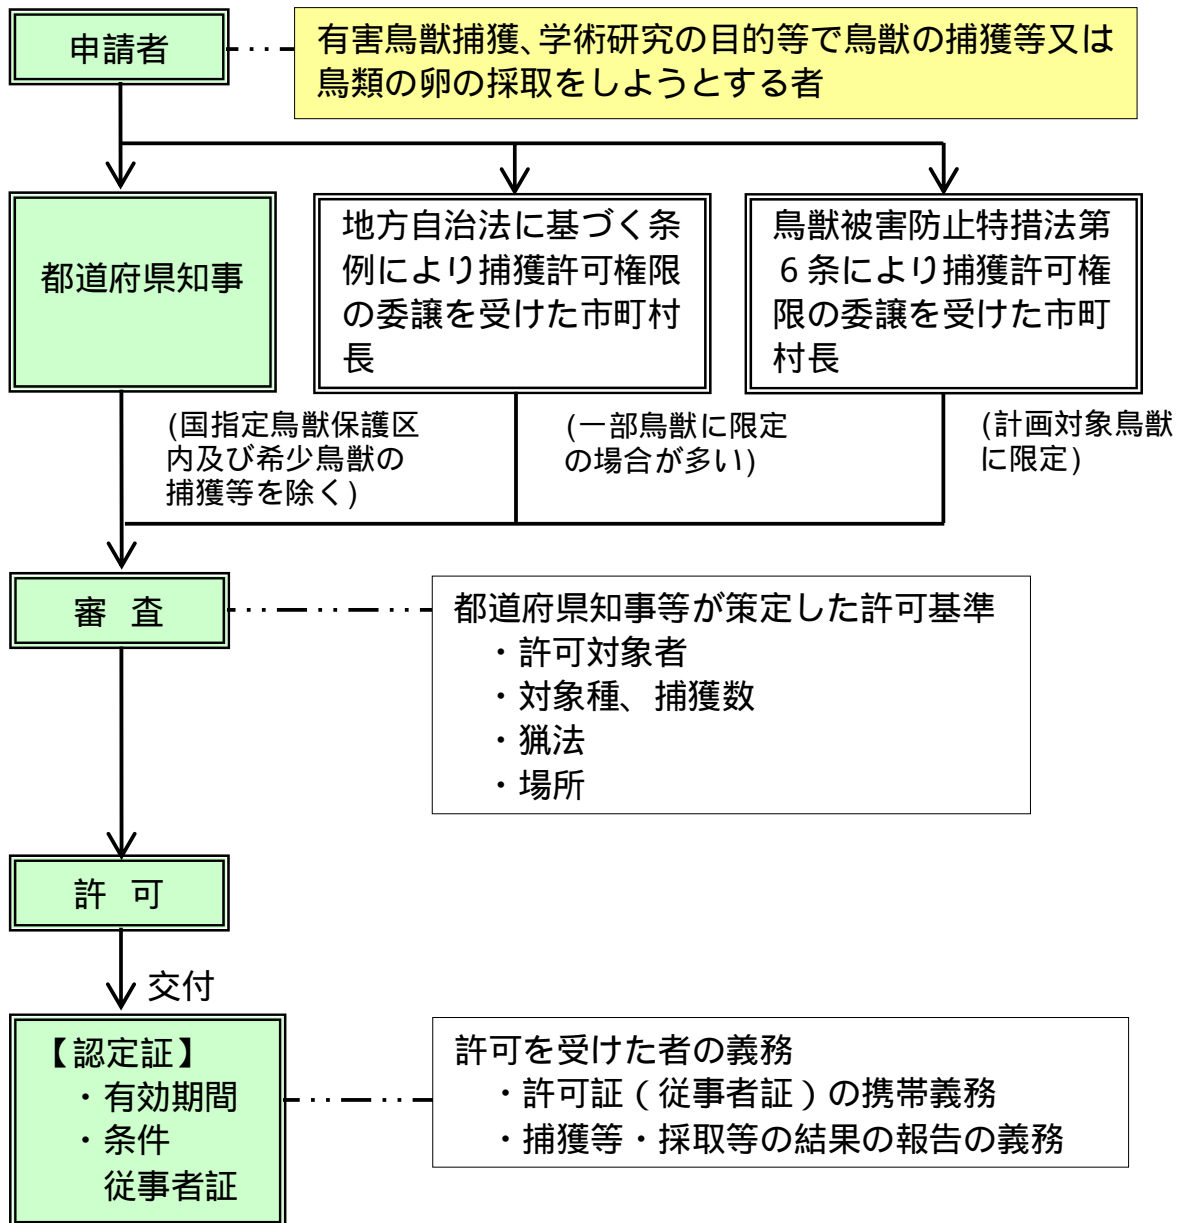 申請者
有害鳥獣捕獲、学術研究の目的等で鳥獣の捕獲等又は
鳥類の卵の採取をしようとする者
都道府県知事
地方自治法に基づく条
例により捕獲許可権限
の委譲を受けた市町村
長
鳥獣被害防止特措法第
６条により捕獲許可権
限の委譲を受けた市町
村長
(国指定鳥獣保護区
内及び希少鳥獣の
捕獲等を除く)
(一部鳥獣に限定
の場合が多い)
(計画対象鳥獣
に限定)
審 査
都道府県知事等が策定した許可基準
・許可対象者
・対象種、捕獲数
・猟法
・場所
許 可
交付
【認定証】
・有効期間
・条件
従事者証
許可を受けた者の義務
・許可証（従事者証）の携帯義務
・捕獲等・採取等の結果の報告の義務